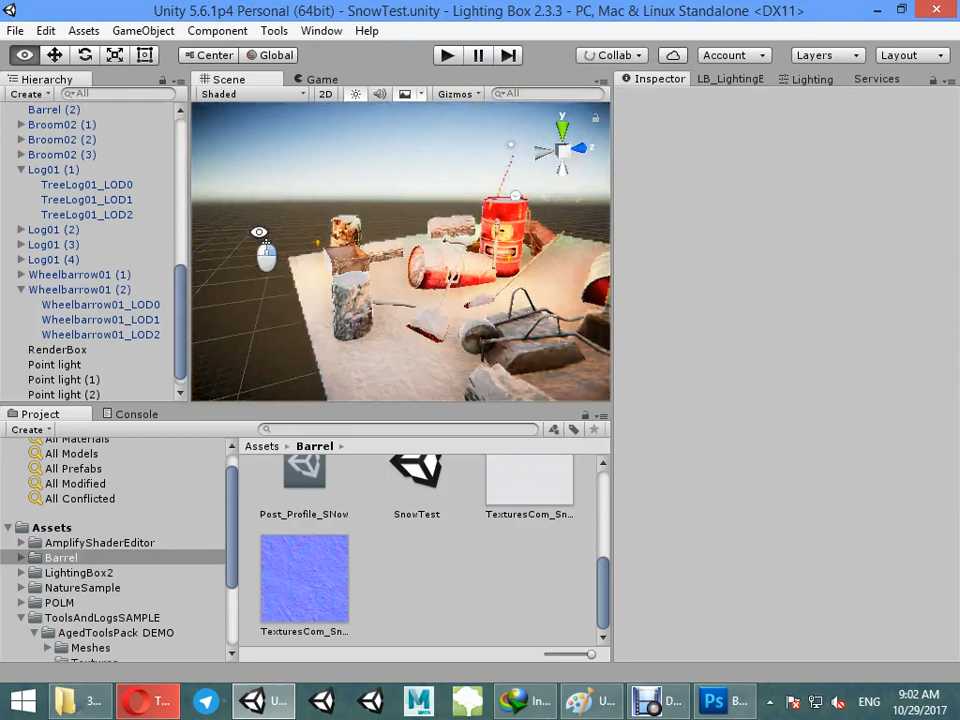 Unity 5.6.1p4 Personal (64bit) - SnowTest.unity - Lighting Box 2.3.3 - PC, Mac & Linux Standalone <DX11>
File Edit Assets GameObject Component Tools Window Help
Center Global Collab Account Layers Layout
Hierarchy Scene Game Inspector LB_LightingE Lighting Services
Create All Shaded 2D Gizmos All
Barrel (2)
Broom02 (1)
Broom02 (2)
Broom02 (3)
Log01 (1)
TreeLog01_LOD0
TreeLog01_LOD1
TreeLog01_LOD2
Log01 (2)
Log01 (3)
Log01 (4)
Wheelbarrow01 (1)
Wheelbarrow01 (2)
Wheelbarrow01_LOD0
Wheelbarrow01_LOD1
Wheelbarrow01_LOD2
RenderBox
Point light
Point light (1)
Point light (2)
y
z
Project Console
Create
All Materials
All Models
All Prefabs
All Modified
All Conflicted
Assets
AmplifyShaderEditor
Barrel
LightingBox2
NatureSample
POLM
ToolsAndLogsSAMPLE
AgedToolsPack DEMO
Meshes
Assets Barrel
Post_Profile_SNow SnowTest TexturesCom_Sn...
TexturesCom_Sn...
3... T... U... MAYA In... U... D... Ps B... ENG
9:02 AM
10/29/2017